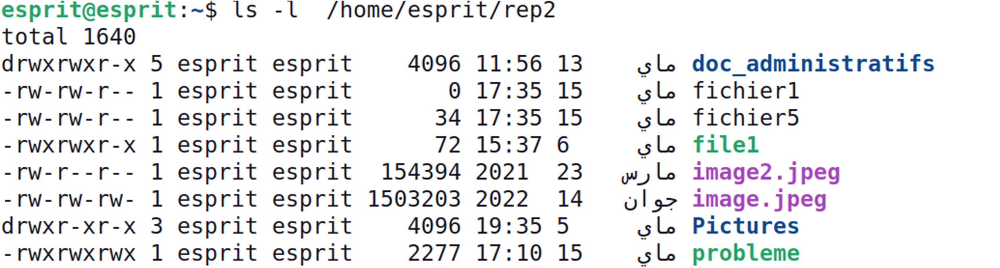 esprit@esprit:~$ ls -l  /home/esprit/rep2
total 1640
drwxrwxr-x 5 esprit esprit    4096 11:56 13    ماي doc_administratifs
-rw-rw-r-- 1 esprit esprit       0 17:35 15    ماي fichier1
-rw-rw-r-- 1 esprit esprit      34 17:35 15    ماي fichier5
-rwxrwxr-x 1 esprit esprit      72 15:37 6     ماي file1
-rw-r--r-- 1 esprit esprit  154394 2021  23   مارس image2.jpeg
-rw-rw-rw- 1 esprit esprit 1503203 2022  14   جوان image.jpeg
drwxr-xr-x 3 esprit esprit    4096 19:35 5     ماي Pictures
-rwxrwxrwx 1 esprit esprit    2277 17:10 15    ماي probleme